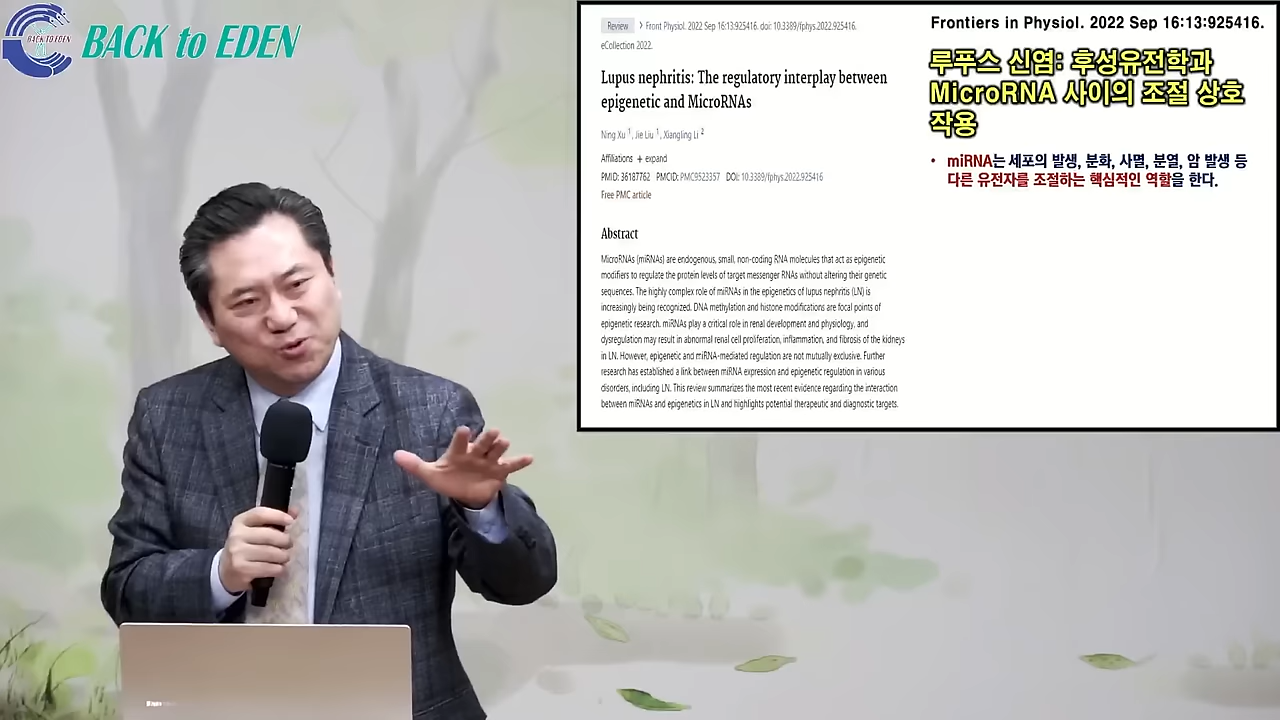 BACK TO EDEN
BACK to EDEN
Review
Front Physiol. 2022 Sep 16:13:925416. doi: 10.3389/fphys.2022.925416.
eCollection 2022.
Lupus nephritis: The regulatory interplay between
epigenetic and MicroRNAs
Ning Xu 1, Jie Liu 1, Xiangling Li 2
Affiliations + expand
PMID: 36187762 PMCID: PMC9523357 DOI: 10.3389/fphys.2022.925416
Free PMC article
Abstract
MicroRNAs (miRNAs) are endogenous, small, non-coding RNA molecules that act as epigenetic
modifiers to regulate the protein levels of target messenger RNAs without altering their genetic
sequences. The highly complex role of miRNAs in the epigenetics of lupus nephritis (LN) is
increasingly being recognized. DNA methylation and histone modifications are focal points of
epigenetic research. miRNAs play a critical role in renal development and physiology, and
dysregulation may result in abnormal renal cell proliferation, inflammation, and fibrosis of the kidneys
in LN. However, epigenetic and miRNA-mediated regulation are not mutually exclusive. Further
research has established a link between miRNA expression and epigenetic regulation in various
disorders, including LN. This review summarizes the most recent evidence regarding the interaction
between miRNAs and epigenetics in LN and highlights potential therapeutic and diagnostic targets.
Frontiers in Physiol. 2022 Sep 16:13:925416.
루푸스 신염: 후성유전학과
MicroRNA 사이의 조절 상호
작용
• miRNA는 세포의 발생, 분화, 사멸, 분열, 암 발생 등
다른 유전자를 조절하는 핵심적인 역할을 한다.